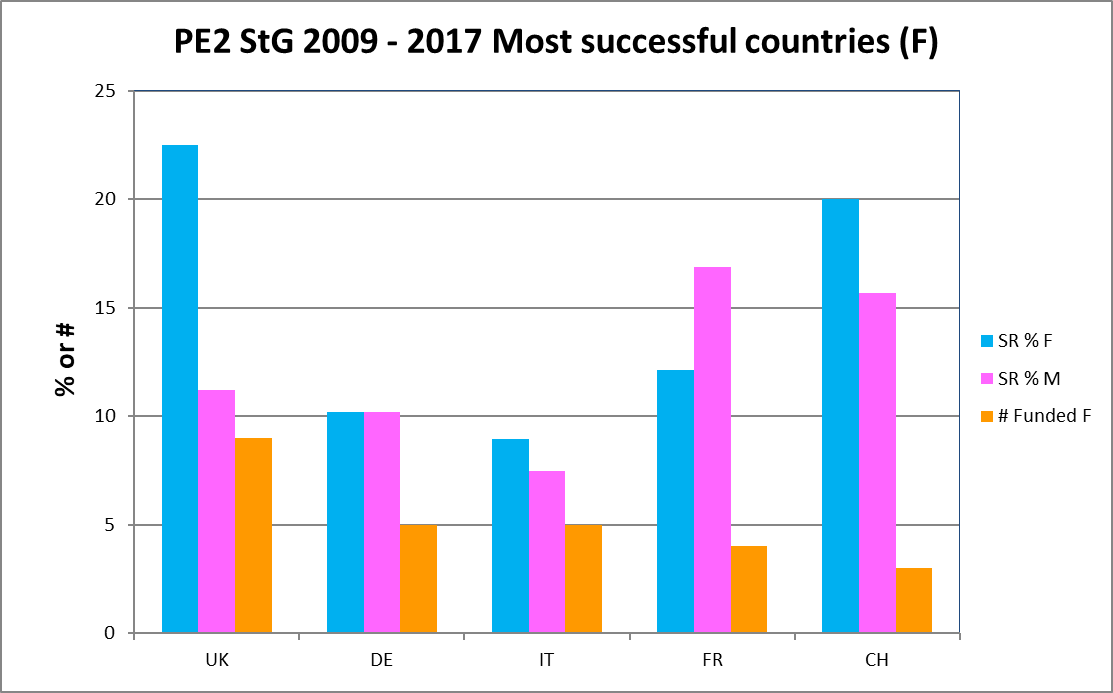 PE2 StG 2009 - 2017 Most successful countries (F)
25
20
15
10
5
0
% or #
UK DE IT FR CH
SR % F
SR % M
# Funded F